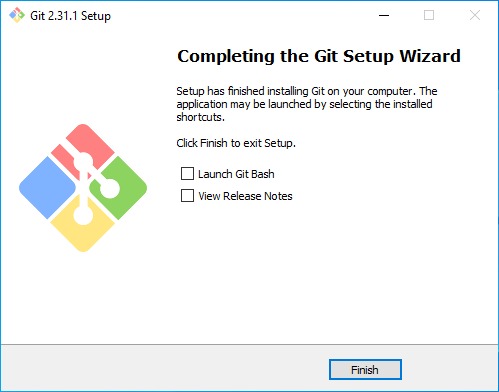 Git 2.31.1 Setup
Completing the Git Setup Wizard
Setup has finished installing Git on your computer. The
application may be launched by selecting the installed
shortcuts.
Click Finish to exit Setup.
Launch Git Bash
View Release Notes
Finish